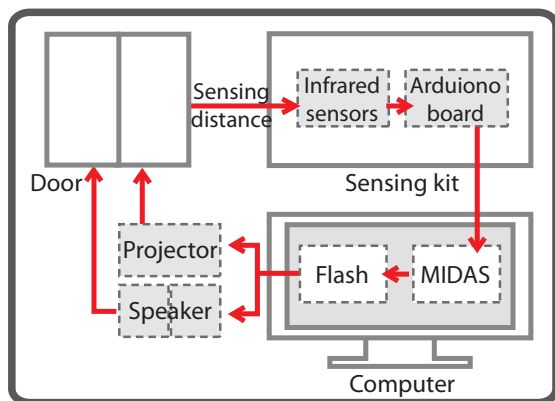 Sensing
distance
Infrared
sensors
Arduiono
board
Door
Sensing kit
Projector
Speaker
Flash
MIDAS
Computer